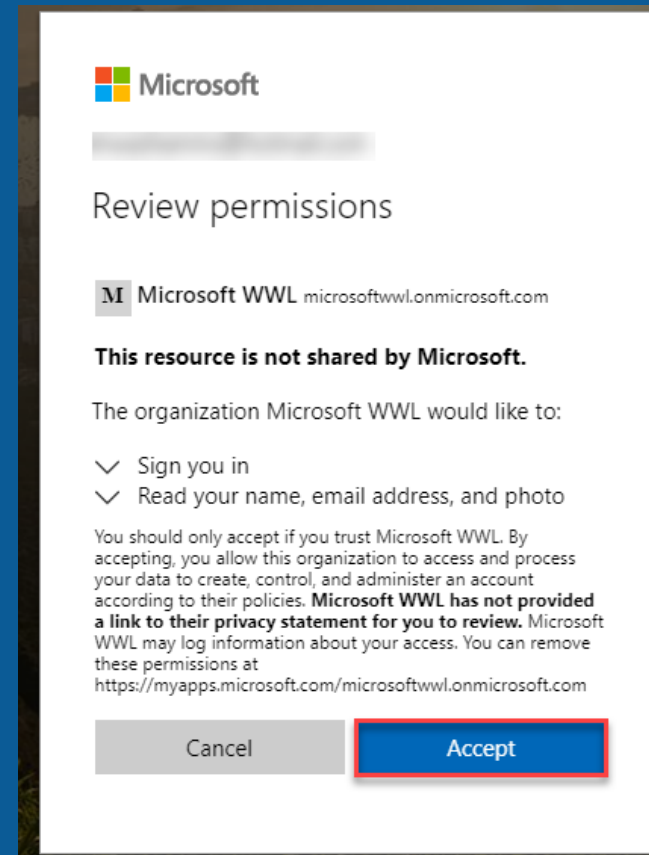 Microsoft
Review permissions
M Microsoft WWL microsoftwwl.onmicrosoft.com
This resource is not shared by Microsoft.
The organization Microsoft WWL would like to:
Sign you in
Read your name, email address, and photo
You should only accept if you trust Microsoft WWL. By
accepting, you allow this organization to access and process
your data to create, control, and administer an account
according to their policies. Microsoft WWL has not provided
a link to their privacy statement for you to review. Microsoft
WWL may log information about your access. You can remove
these permissions at
https://myapps.microsoft.com/microsoftwwl.onmicrosoft.com
Cancel Accept